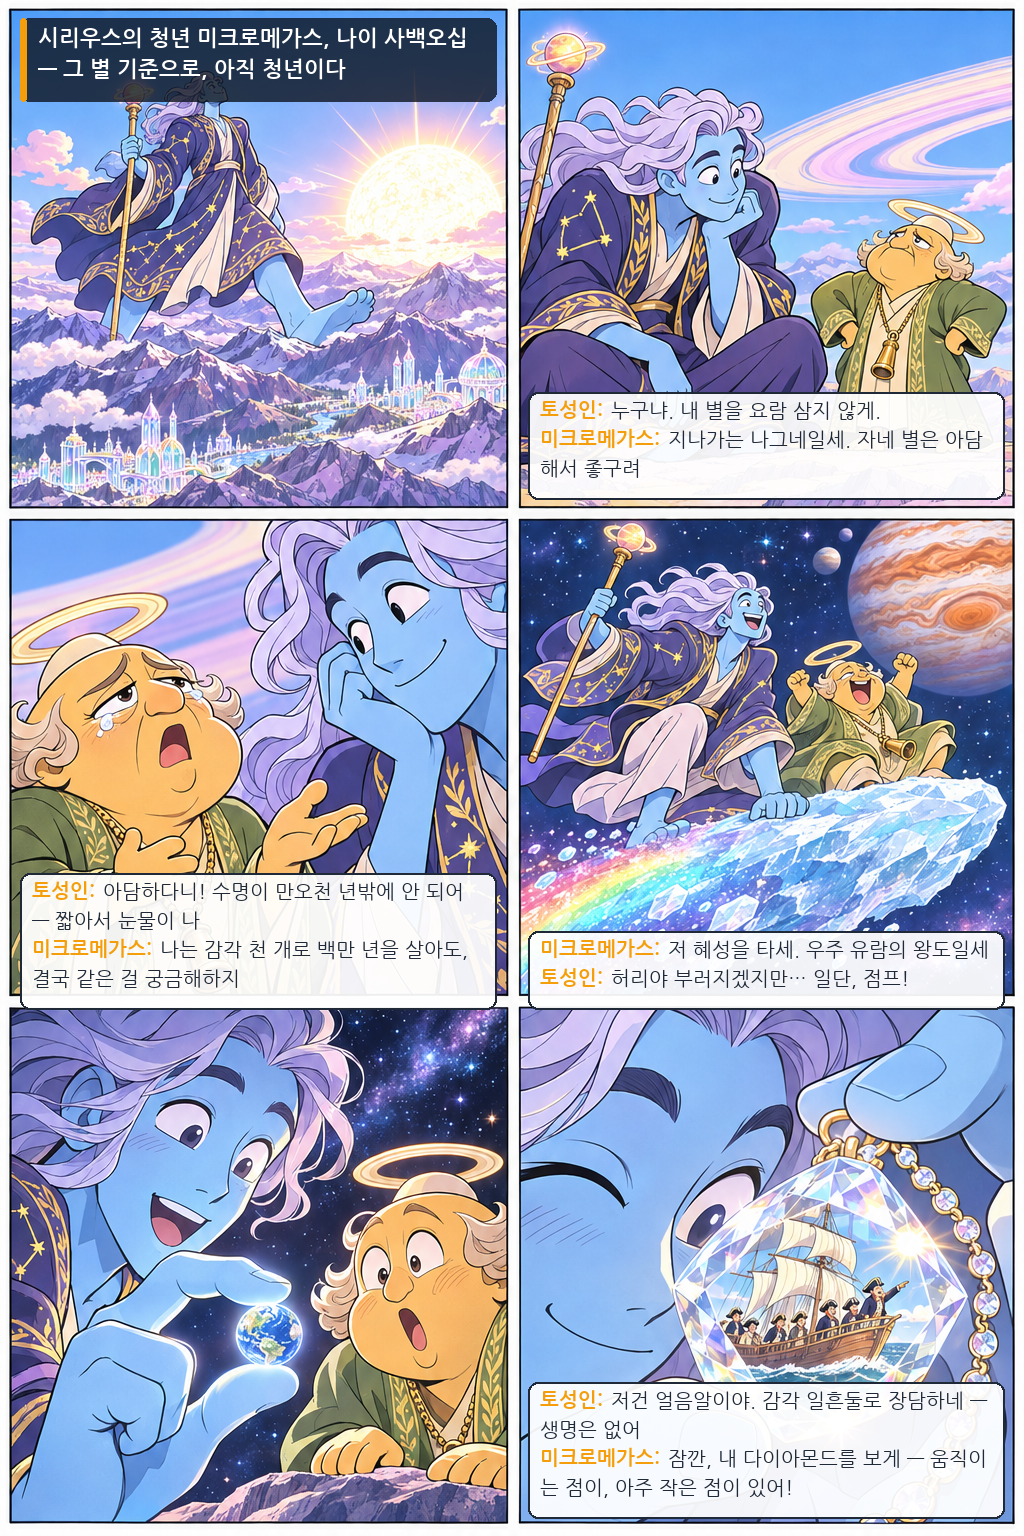 시리우스의 청년 미크로메가스, 나이 사백오십
— 그 별 기준으로, 아직 청년이다
토성인: 누구냐. 내 별을 요람 삼지 않게.
미크로메가스: 지나가는 나그네일세. 자네 별은 아담
해서 좋구려
토성인: 아담하다니! 수명이 만오천 년밖에 안 되어
— 짧아서 눈물이 나
미크로메가스: 나는 감각 천 개로 백만 년을 살아도,
결국 같은 걸 궁금해하지
미크로메가스: 저 혜성을 타세. 우주 유람의 왕도일세
토성인: 허리야 부러지겠지만… 일단, 점프!
토성인: 저건 얼음알이야. 감각 일흔둘로 장담하네 —
생명은 없어
미크로메가스: 잠깐, 내 다이아몬드를 보게 — 움직이
는 점이, 아주 작은 점이 있어!